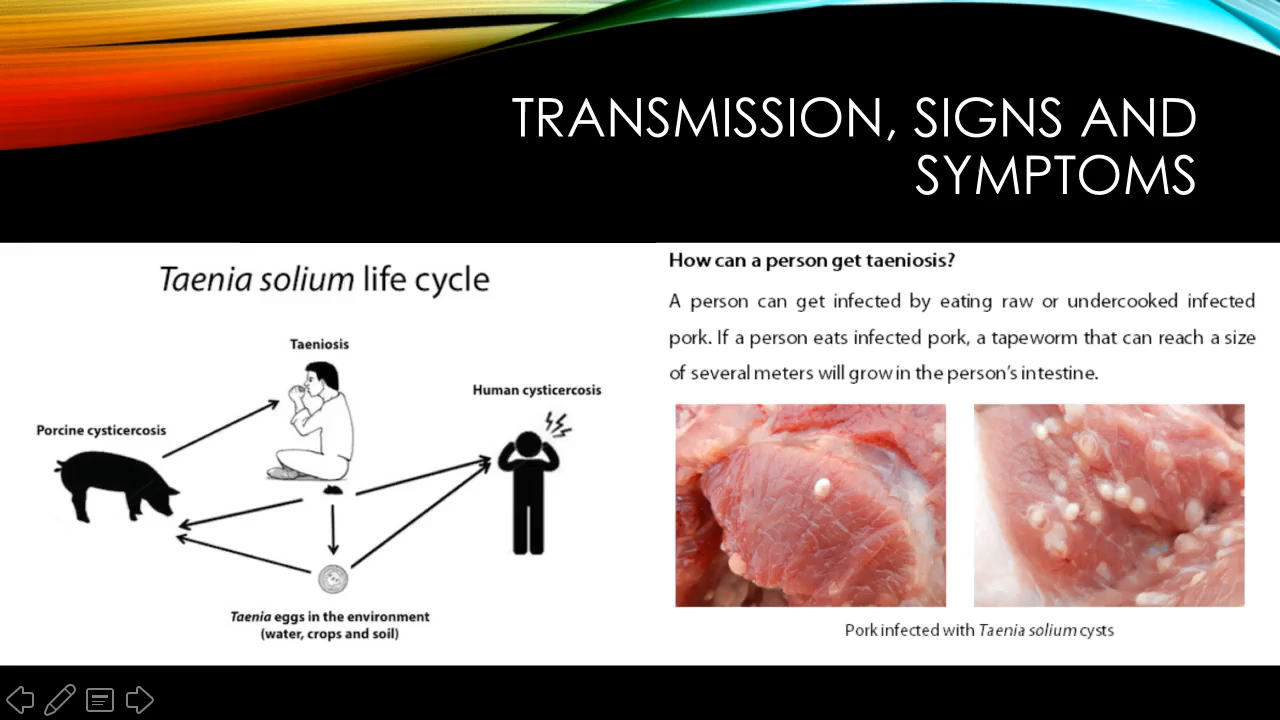 TRANSMISSION, SIGNS AND
SYMPTOMS
Taenia solium life cycle
Taeniosis
Human cysticercosis
Porcine cysticercosis
Taenia eggs in the environment
(water, crops and soil)
How can a person get taeniosis?
A person can get infected by eating raw or undercooked infected
pork. If a person eats infected pork, a tapeworm that can reach a size
of several meters will grow in the person's intestine.
Pork infected with Taenia solium cysts